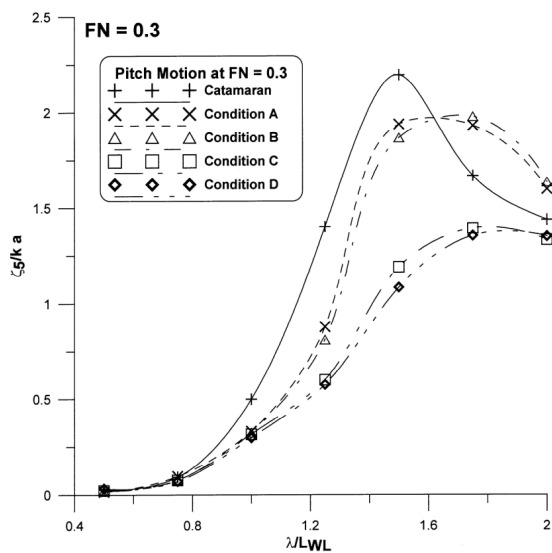 FN = 0.3
Pitch Motion at FN = 0.3
Catamaran
Condition A
Condition B
Condition C
Condition D
2.5
2
1.5
1
0.5
0
ζ5/k a
0.4
0.8
1.2
1.6
2
λ/LWL